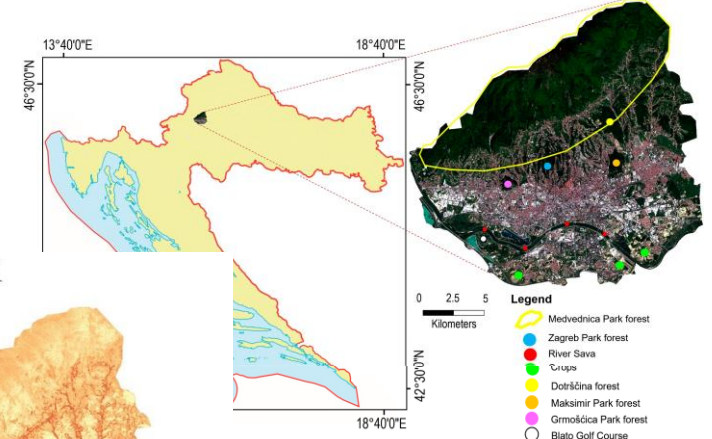 13°40'0"E
18°40'0"E
46°30'0"N
46°30'0"N
0 2.5 5
Kilometers
42°30'0"N
18°40'0"E
Legend
Medvednica Park forest
Zagreb Park forest
River Sava
Crops
Dotrščina forest
Maksimir Park forest
Grmoščica Park forest
Blato Golf Course